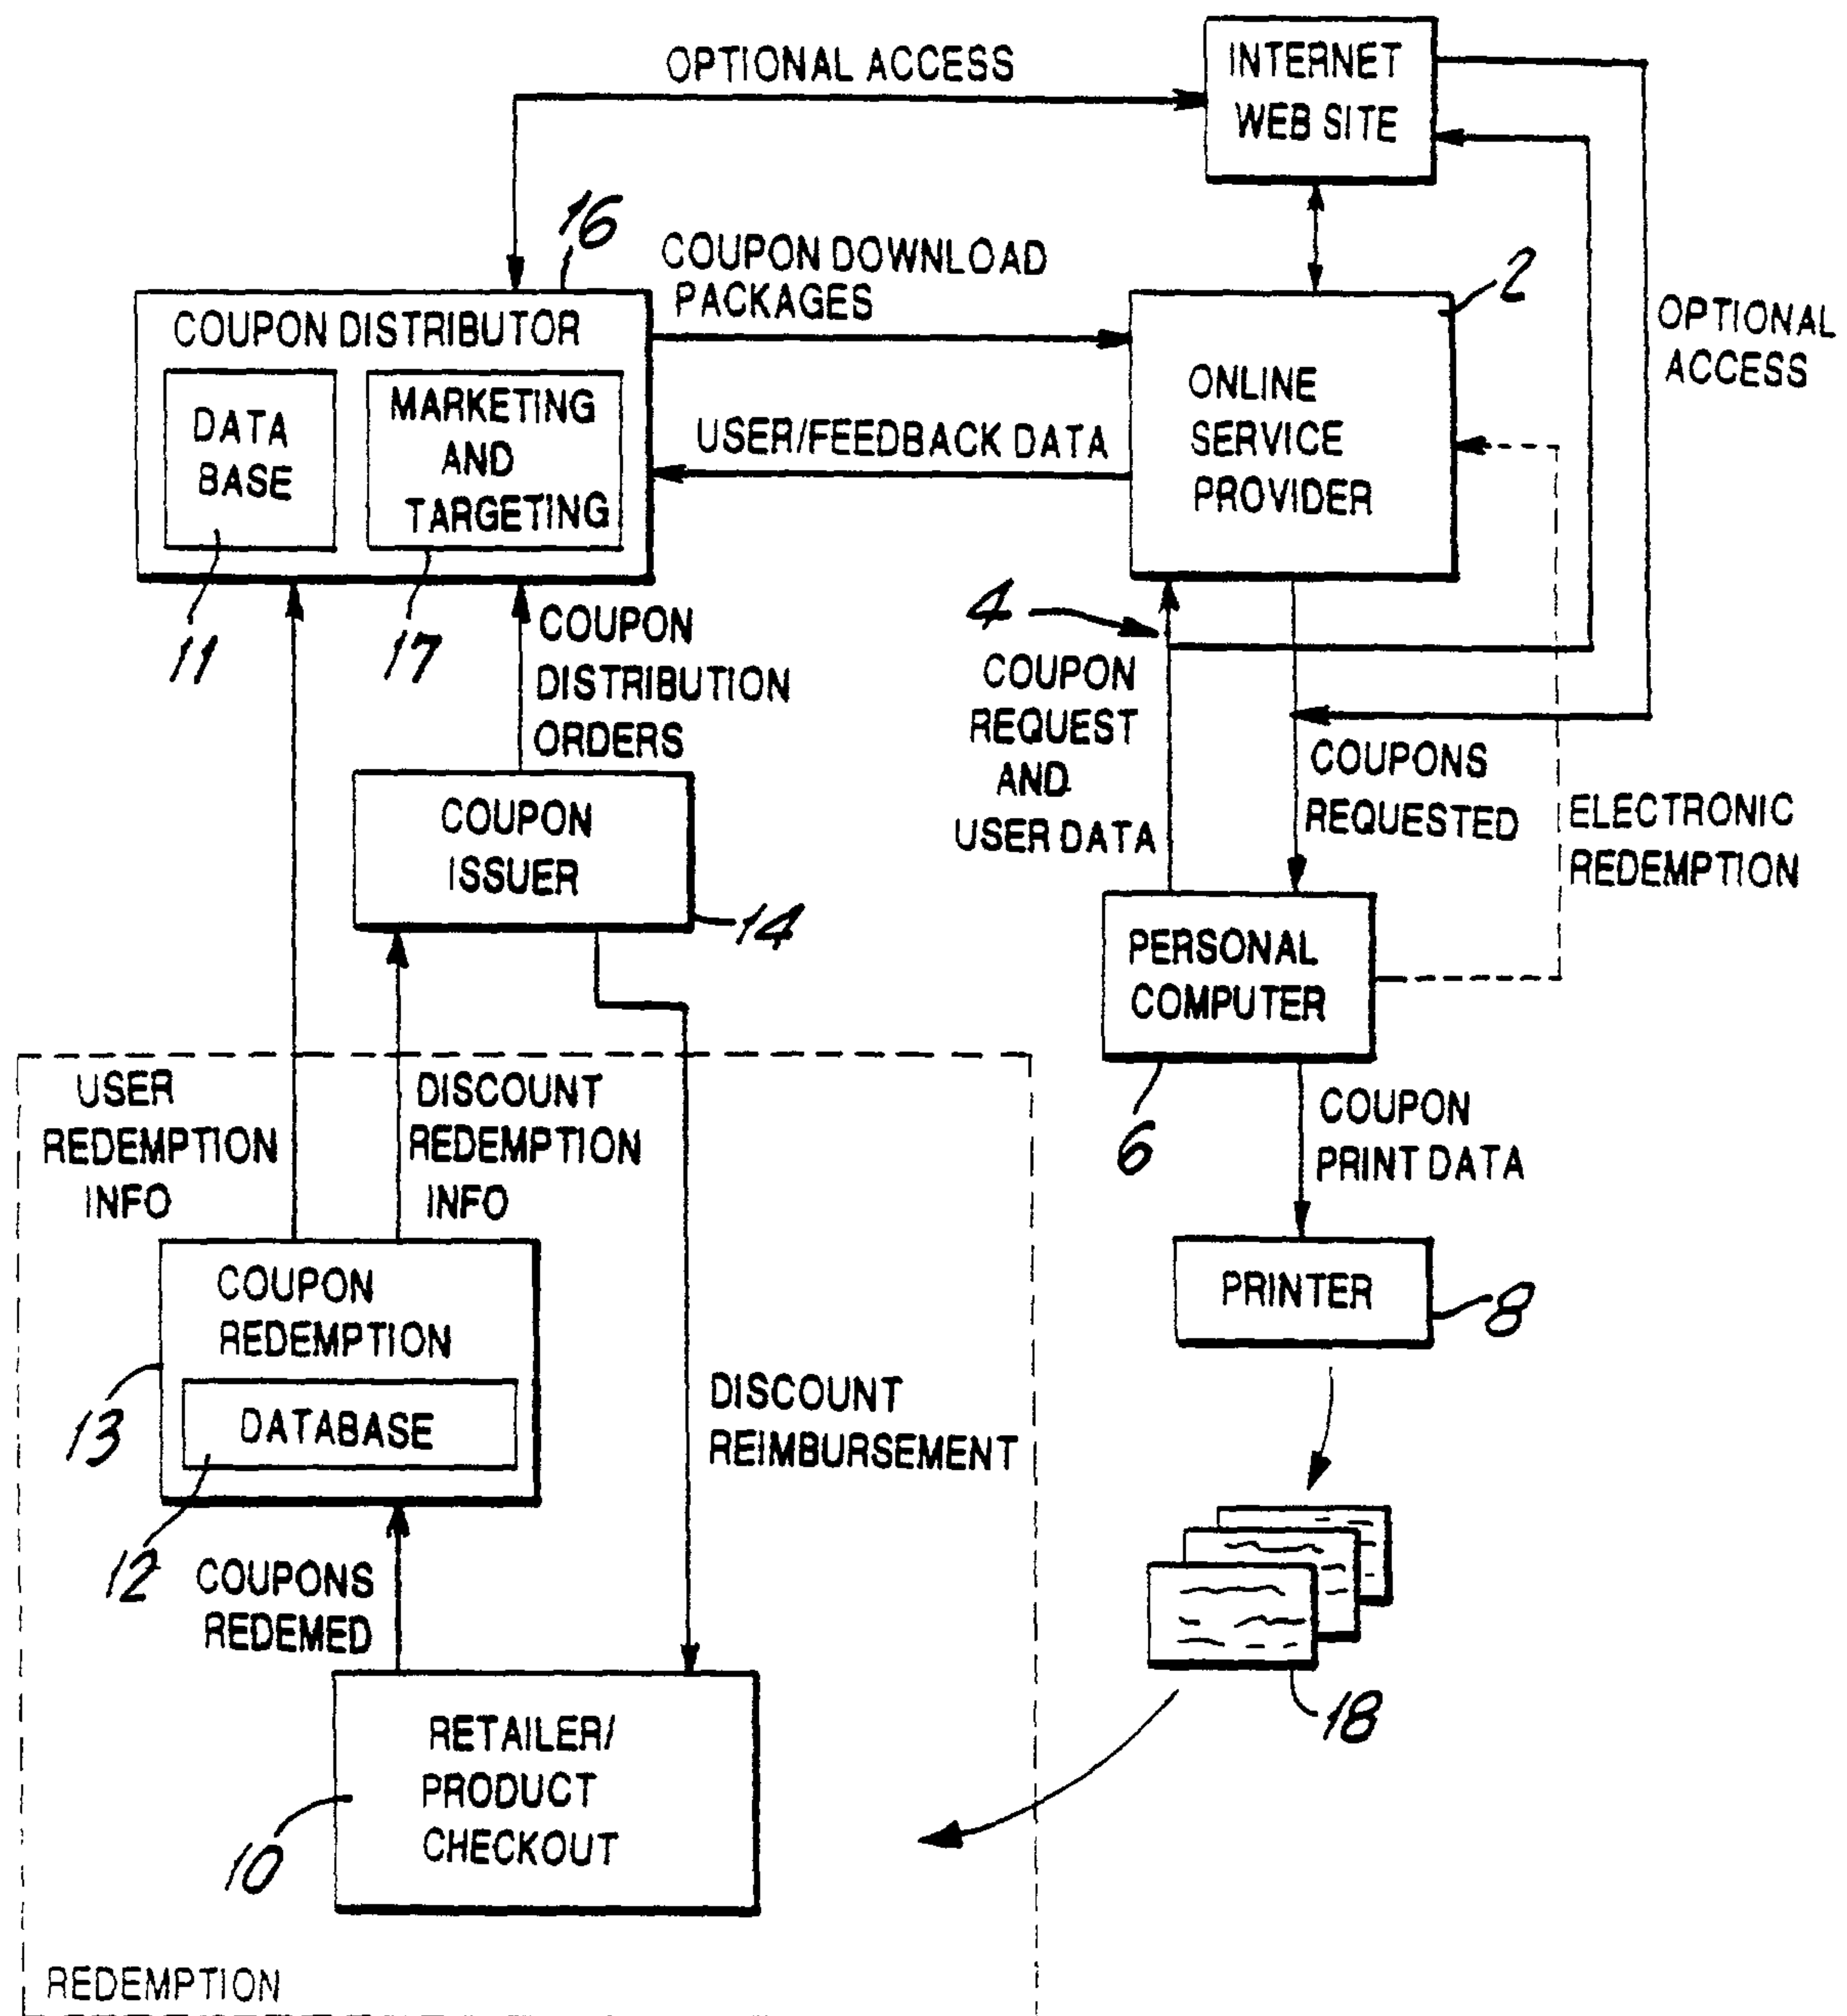 OPTIONAL ACCESS
INTERNET
WEB SITE
16
COUPON DOWNLOAD
PACKAGES
2
OPTIONAL
ACCESS
COUPON DISTRIBUTOR
DATA
BASE
MARKETING
AND
TARGETING
USER/FEEDBACK DATA
ONLINE
SERVICE
PROVIDER
11
17
COUPON
DISTRIBUTION
ORDERS
4
COUPON
REQUEST
AND
USER DATA
COUPONS
REQUESTED
ELECTRONIC
REDEMPTION
COUPON
ISSUER
14
PERSONAL
COMPUTER
6
USER
REDEMPTION
INFO
DISCOUNT
REDEMPTION
INFO
COUPON
PRINT DATA
PRINTER
8
COUPON
REDEMPTION
DATABASE
13
12
DISCOUNT
REIMBURSEMENT
COUPONS
REDEMED
18
RETAILER/
PRODUCT
CHECKOUT
10
REDEMPTION